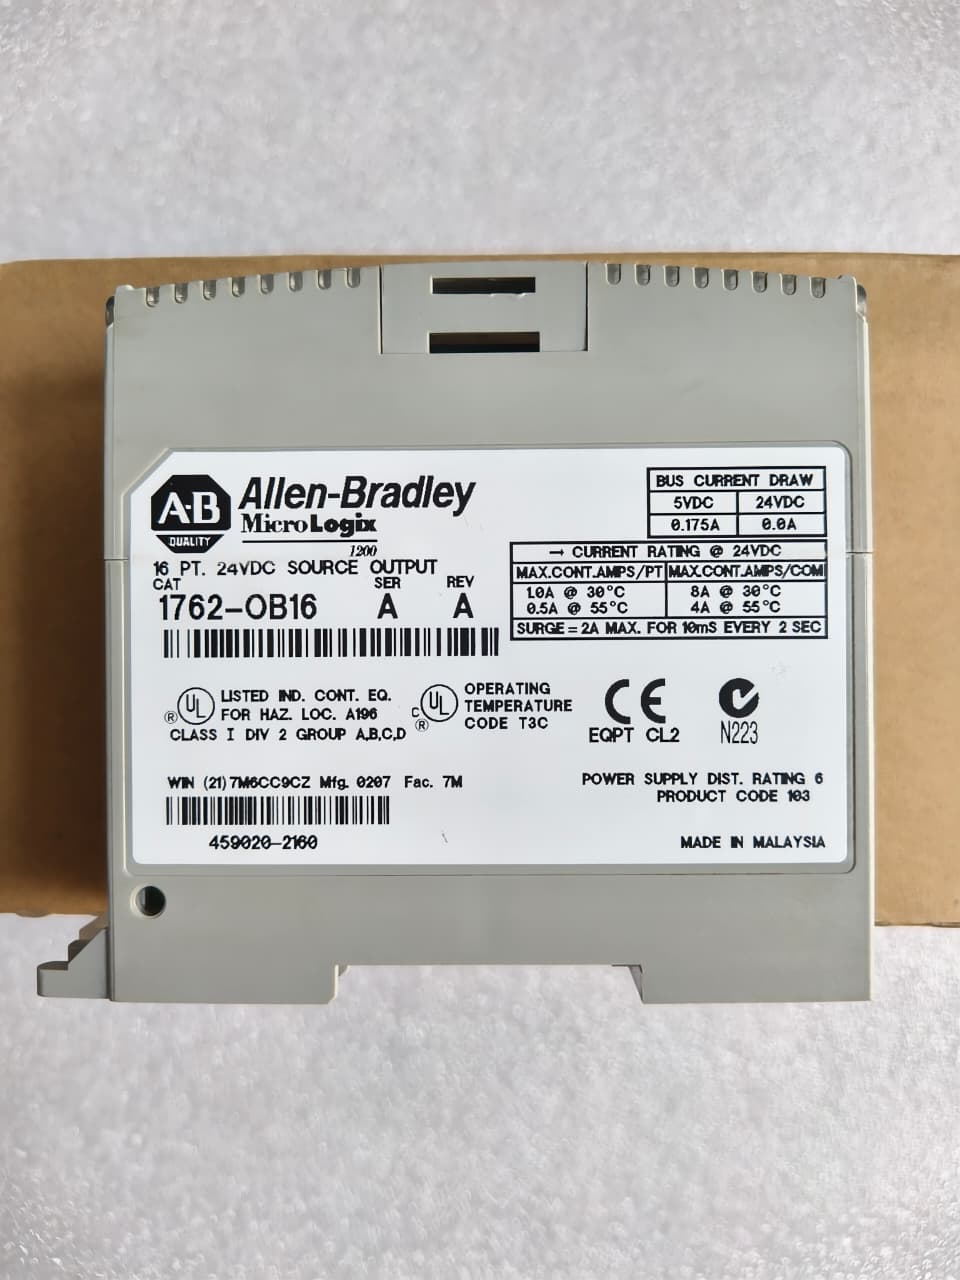 A-B
QUALITY
Allen-Bradley
MicroLogix
1200
16 PT. 24VDC SOURCE OUTPUT
CAT SER REV
1762-OB16 A A
BUS CURRENT DRAW
5VDC 24VDC
0.175A 0.0A
→ CURRENT RATING @ 24VDC
MAX.CONT.AMPS/PT MAX.CONT.AMPS/COM
1.0A @ 30°C 8A @ 30°C
0.5A @ 55°C 4A @ 55°C
SURGE = 2A MAX. FOR 10mS EVERY 2 SEC
UL ® LISTED IND. CONT. EQ.
FOR HAZ. LOC. A196
CLASS I DIV 2 GROUP A,B,C,D
C UL ® OPERATING
TEMPERATURE
CODE T3C
CE
EQPT CL2
N223
WIN (21) 7M6CC9CZ Mfg. 0207 Fac. 7M
459020-2160
POWER SUPPLY DIST. RATING 6
PRODUCT CODE 103
MADE IN MALAYSIA